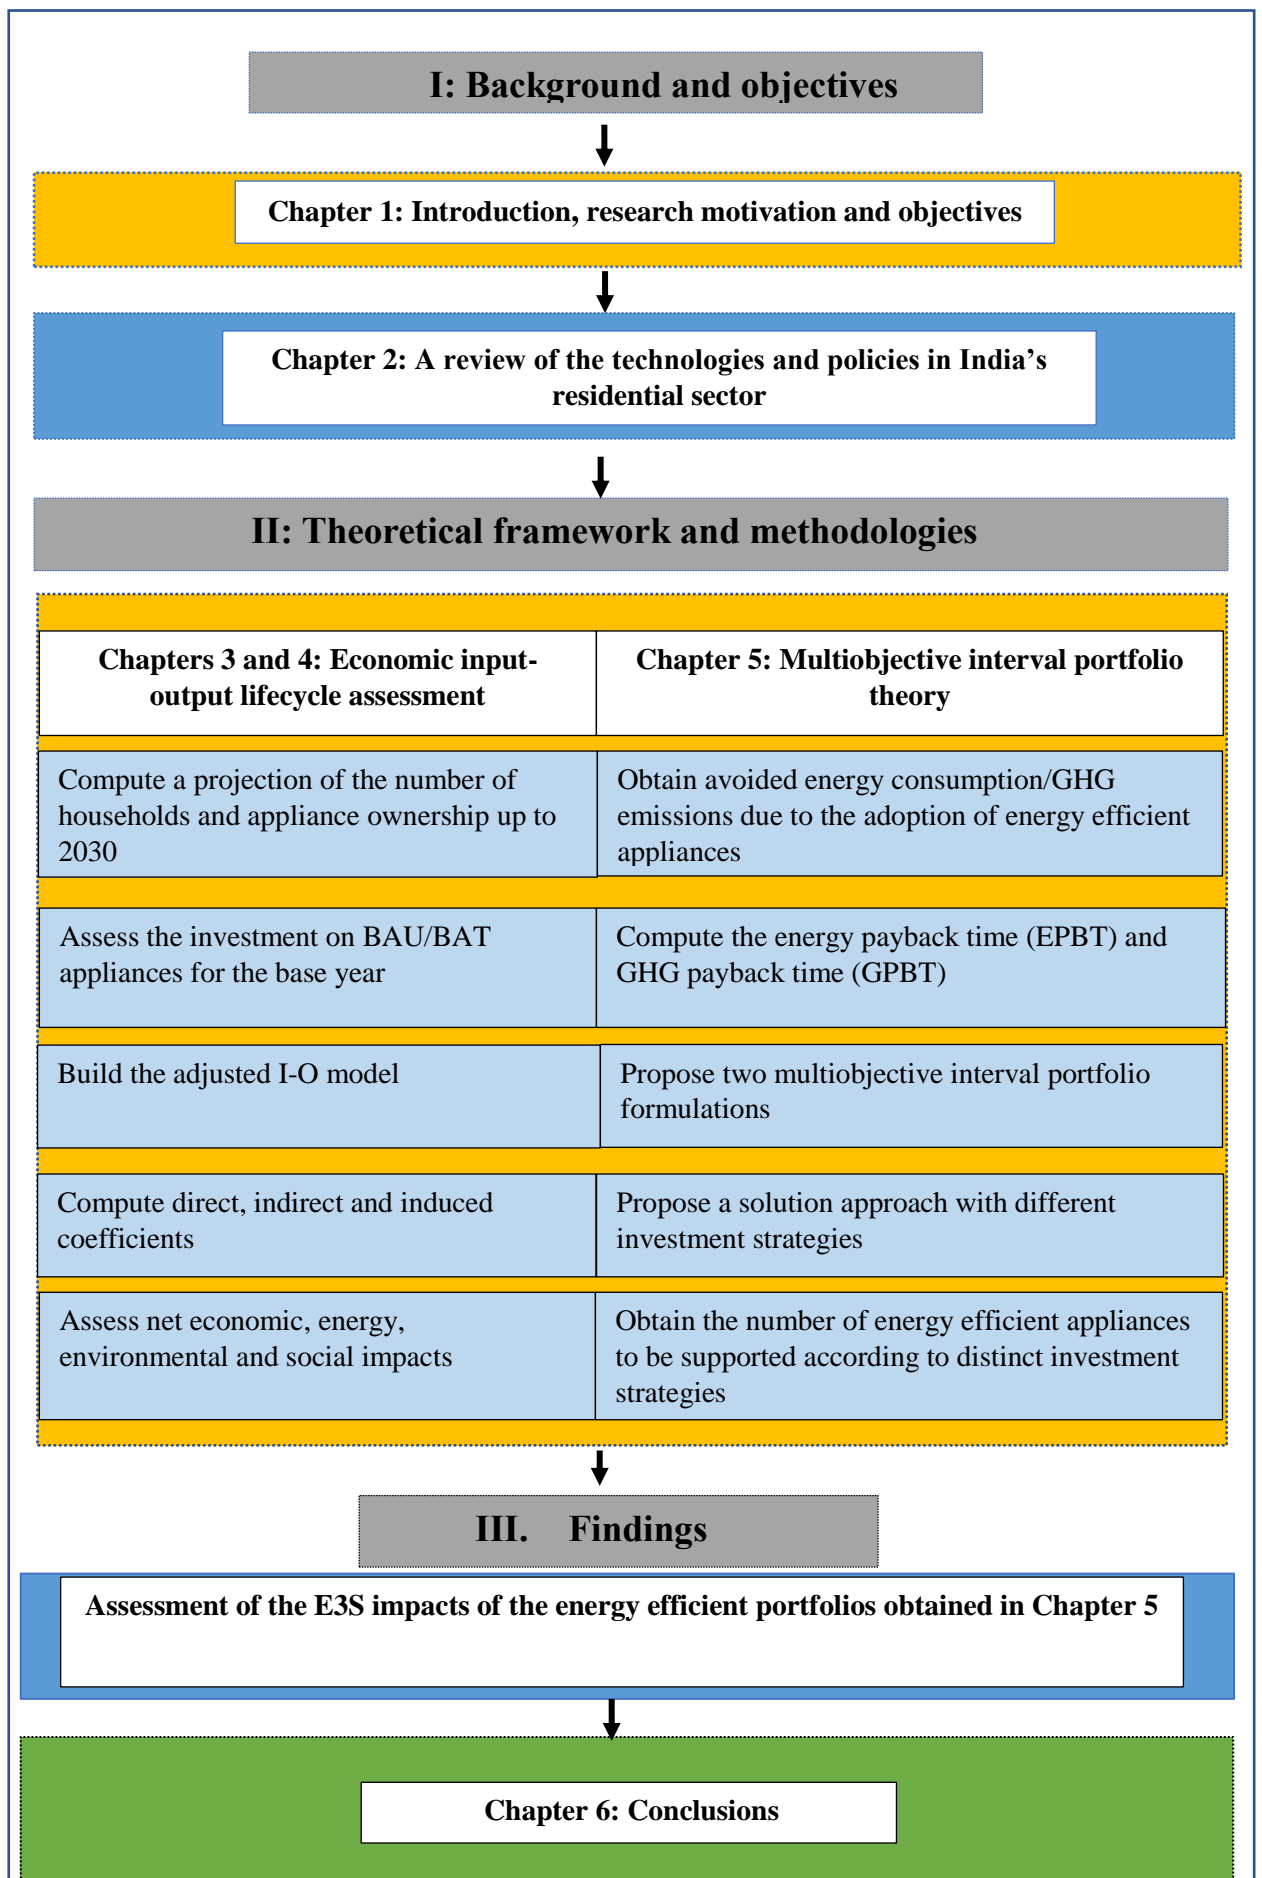 I: Background and objectives
Chapter 1: Introduction, research motivation and objectives
Chapter 2: A review of the technologies and policies in India’s
residential sector
II: Theoretical framework and methodologies
Chapters 3 and 4: Economic input-
output lifecycle assessment
Chapter 5: Multiobjective interval portfolio
theory
Compute a projection of the number of
households and appliance ownership up to
2030
Obtain avoided energy consumption/GHG
emissions due to the adoption of energy efficient
appliances
Assess the investment on BAU/BAT
appliances for the base year
Compute the energy payback time (EPBT) and
GHG payback time (GPBT)
Build the adjusted I-O model
Propose two multiobjective interval portfolio
formulations
Compute direct, indirect and induced
coefficients
Propose a solution approach with different
investment strategies
Assess net economic, energy,
environmental and social impacts
Obtain the number of energy efficient appliances
to be supported according to distinct investment
strategies
III. Findings
Assessment of the E3S impacts of the energy efficient portfolios obtained in Chapter 5
Chapter 6: Conclusions